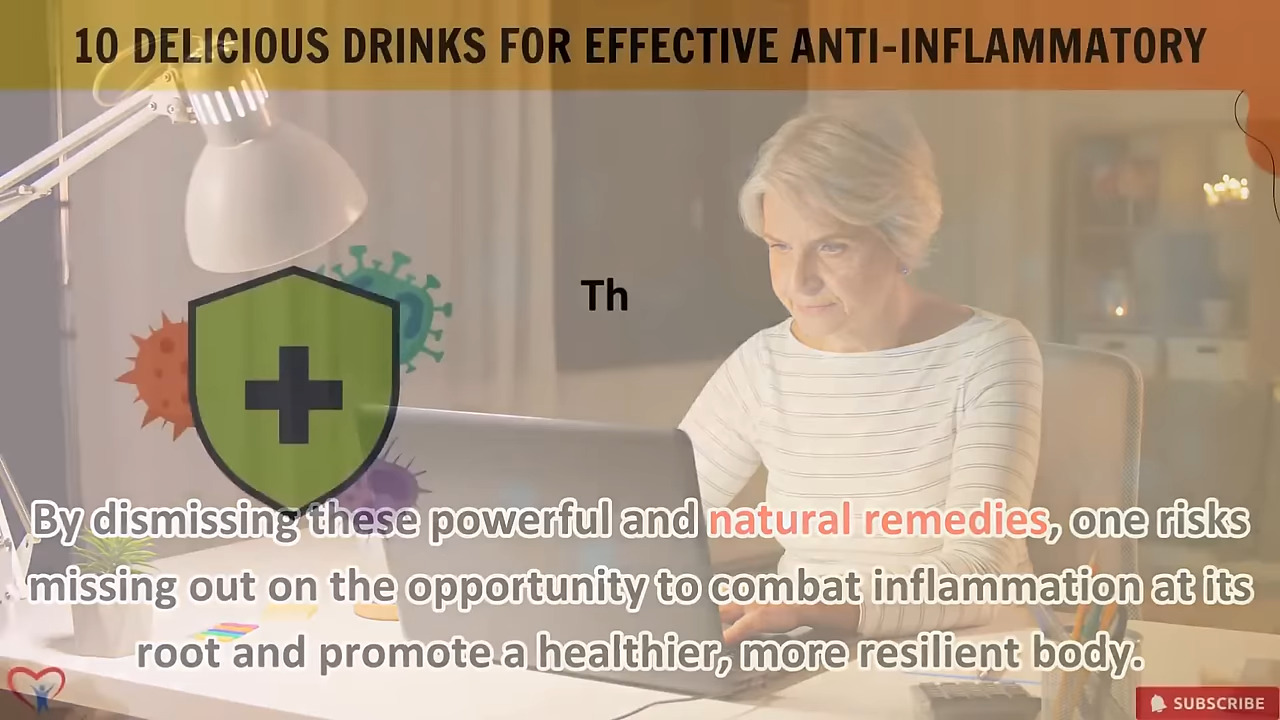 10 DELICIOUS DRINKS FOR EFFECTIVE ANTI-INFLAMMATORY
Th
By dismissing these powerful and natural remedies, one risks
missing out on the opportunity to combat inflammation at its
root and promote a healthier, more resilient body.
SUBSCRIBE